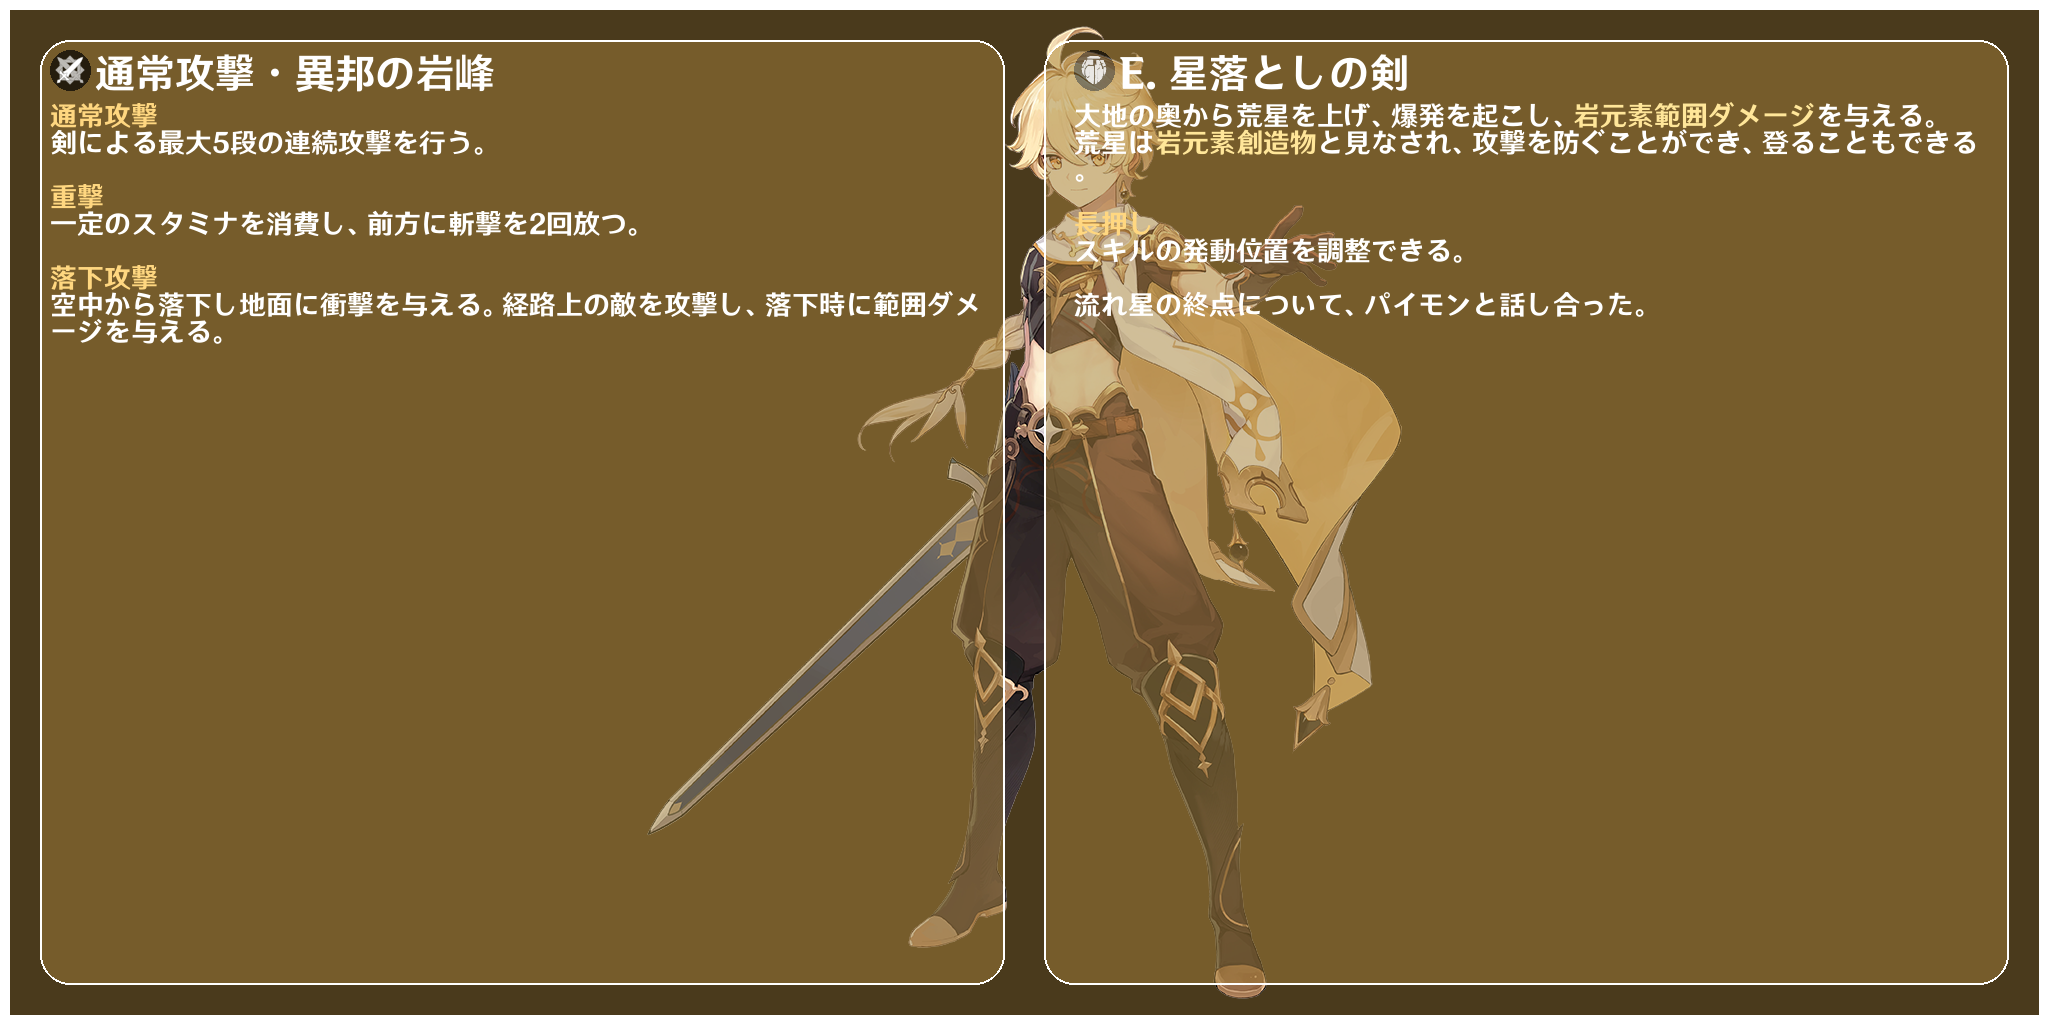 通常攻撃・異邦の岩峰
通常攻撃
剣による最大5段の連続攻撃を行う。
重撃
一定のスタミナを消費し、前方に斬撃を2回放つ。
落下攻撃
空中から落下し地面に衝撃を与える。経路上の敵を攻撃し、落下時に範囲ダメ
ージを与える。
E. 星落としの剣
大地の奥から荒星を上げ、爆発を起こし、岩元素範囲ダメージを与える。
荒星は岩元素創造物と見なされ、攻撃を防ぐことができ、登ることもできる
。
長押し
スキルの発動位置を調整できる。
流れ星の終点について、パイモンと話し合った。